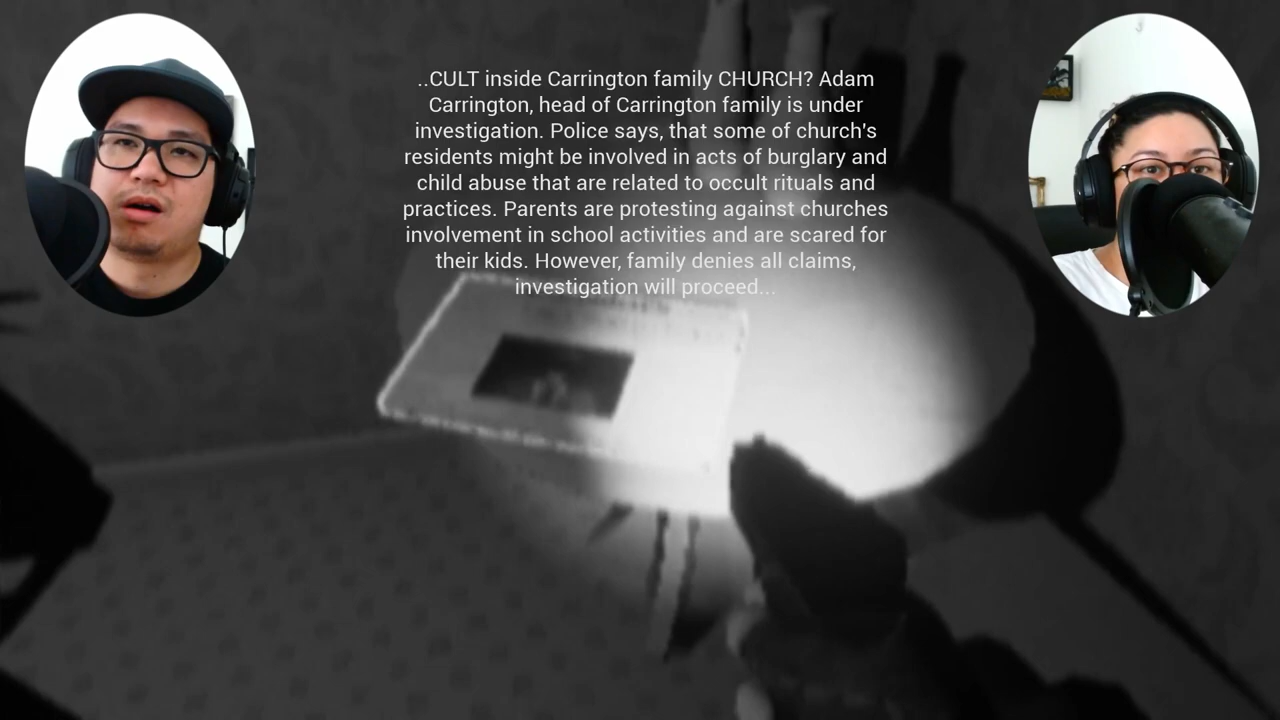 ..CULT inside Carrington family CHURCH? Adam
Carrington, head of Carrington family is under
investigation. Police says, that some of church's
residents might be involved in acts of burglary and
child abuse that are related to occult rituals and
practices. Parents are protesting against churches
involvement in school activities and are scared for
their kids. However, family denies all claims,
investigation will proceed...